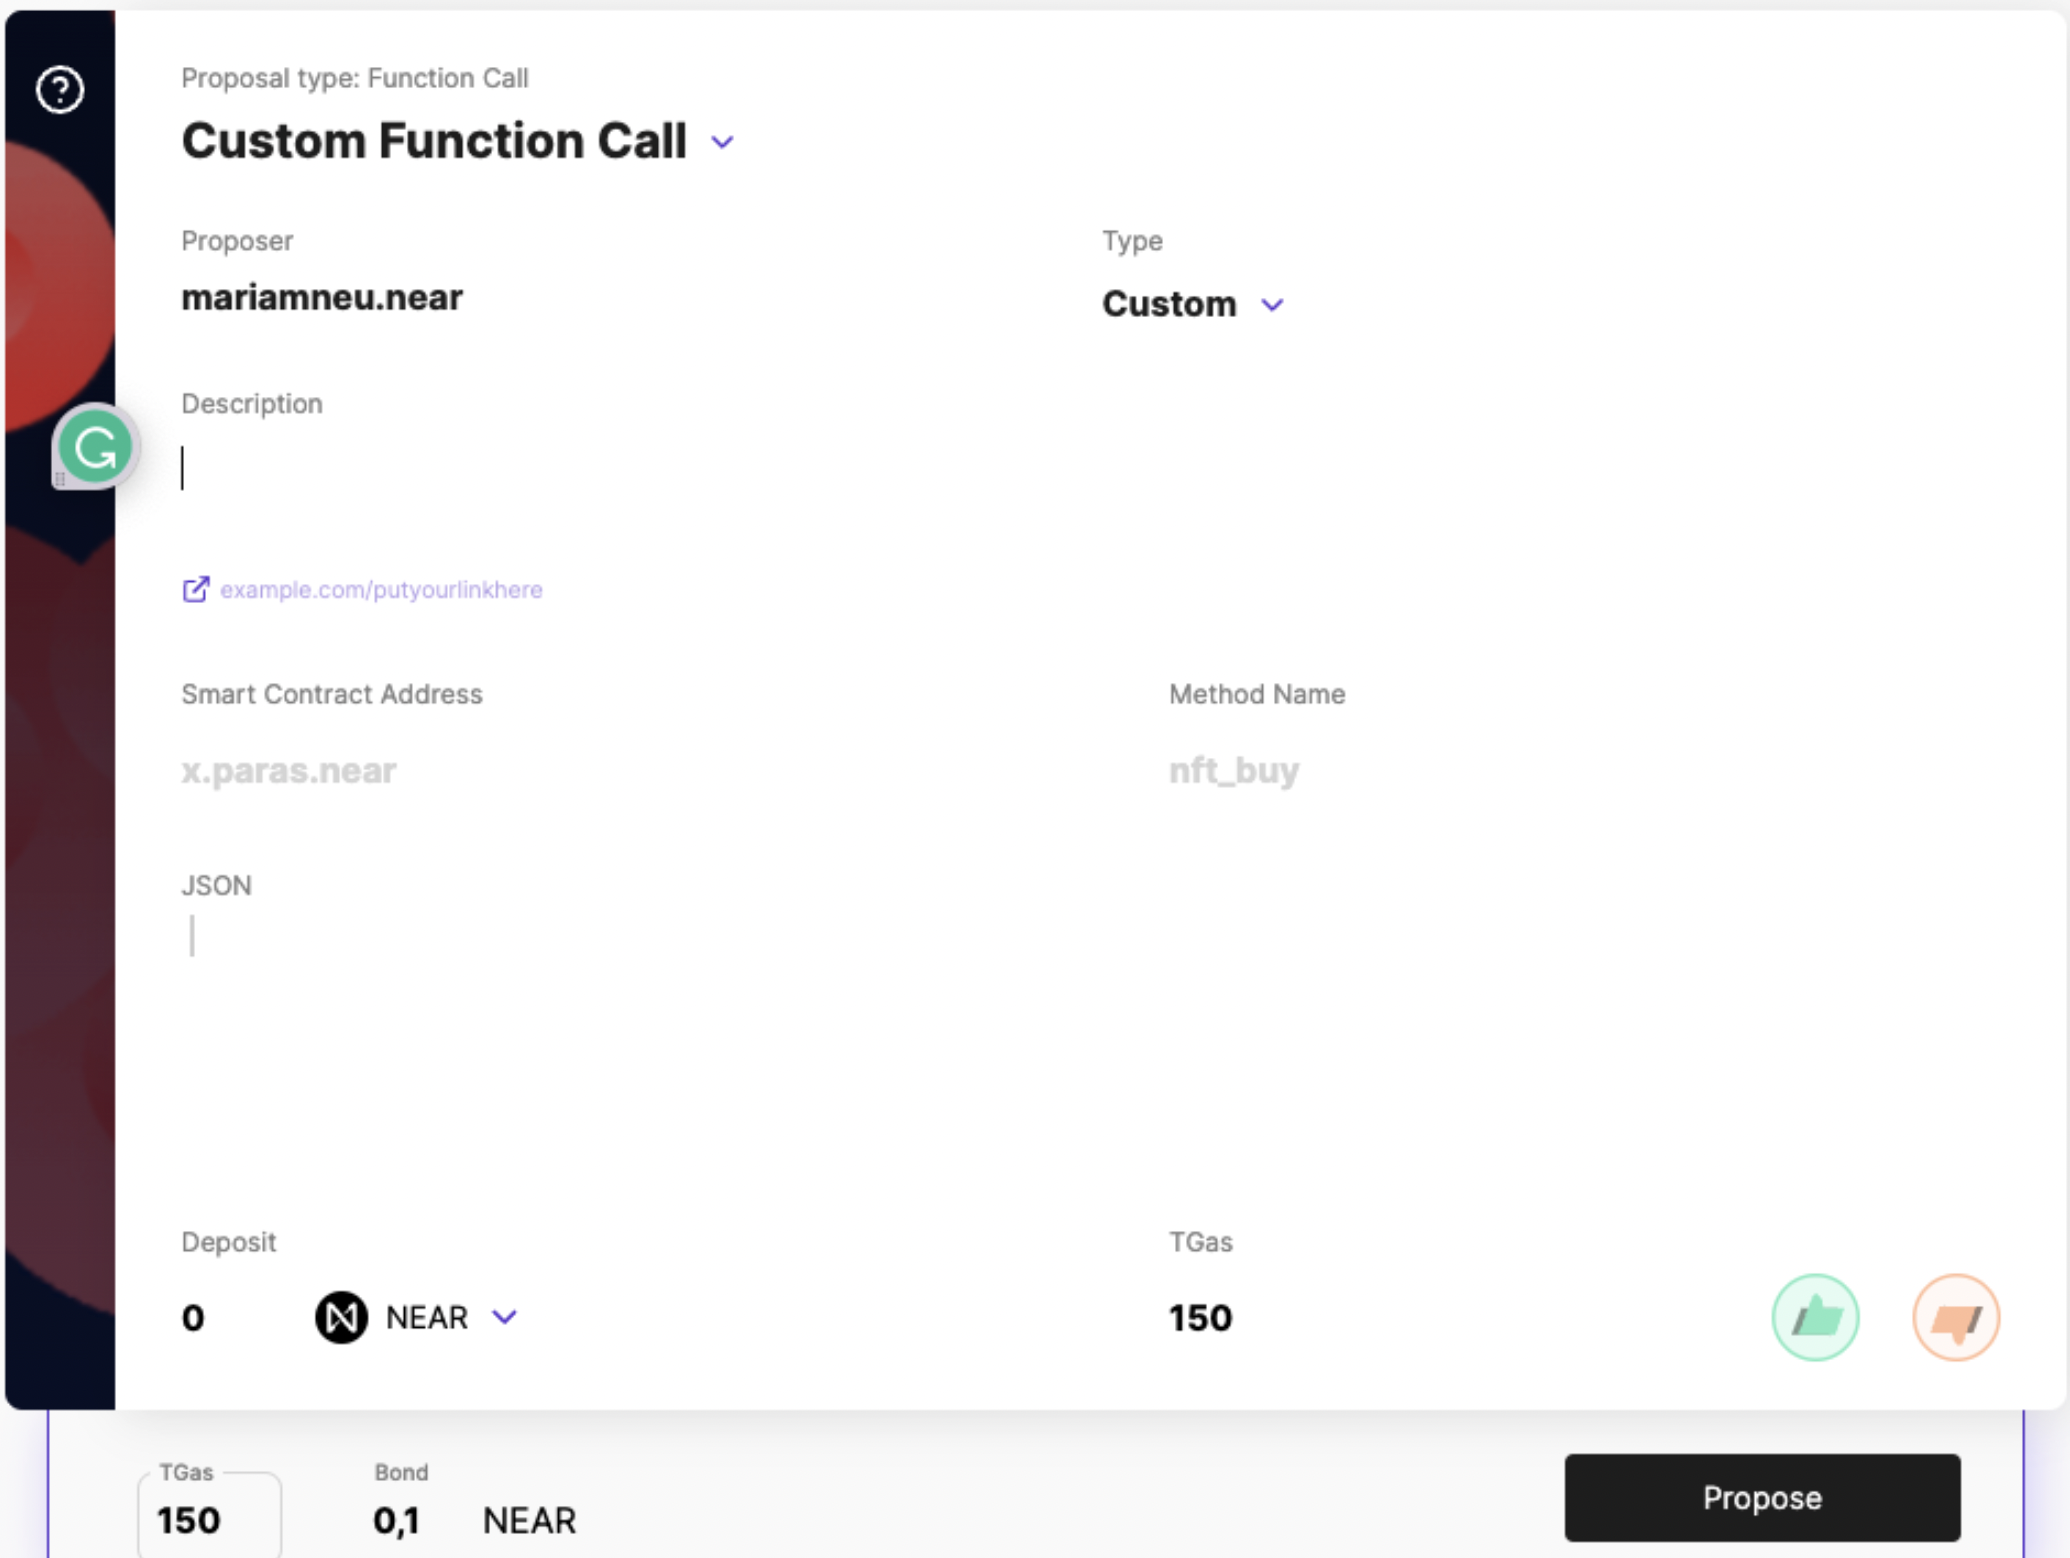 Proposal type: Function Call
Custom Function Call
Proposer
Type
mariamneu.near
Custom
Description
example.com/putyourlinkhere
Smart Contract Address
Method Name
x.paras.near
nft_buy
JSON
Deposit
TGas
0 NEAR
150
TGas
Bond
150
0,1 NEAR
Propose